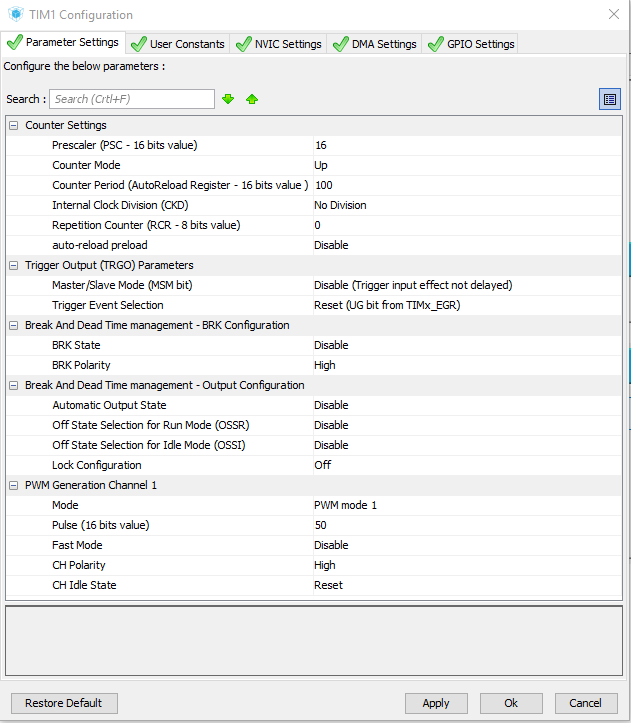 TIM1 Configuration
Parameter Settings User Constants NVIC Settings DMA Settings GPIO Settings
Configure the below parameters :
Search : Search (Crtl+F)
Counter Settings
Prescaler (PSC - 16 bits value) 16
Counter Mode Up
Counter Period (AutoReload Register - 16 bits value ) 100
Internal Clock Division (CKD) No Division
Repetition Counter (RCR - 8 bits value) 0
auto-reload preload Disable
Trigger Output (TRGO) Parameters
Master/Slave Mode (MSM bit) Disable (Trigger input effect not delayed)
Trigger Event Selection Reset (UG bit from TIMx_EGR)
Break And Dead Time management - BRK Configuration
BRK State Disable
BRK Polarity High
Break And Dead Time management - Output Configuration
Automatic Output State Disable
Off State Selection for Run Mode (OSSR) Disable
Off State Selection for Idle Mode (OSSI) Disable
Lock Configuration Off
PWM Generation Channel 1
Mode PWM mode 1
Pulse (16 bits value) 50
Fast Mode Disable
CH Polarity High
CH Idle State Reset
Restore Default Apply Ok Cancel